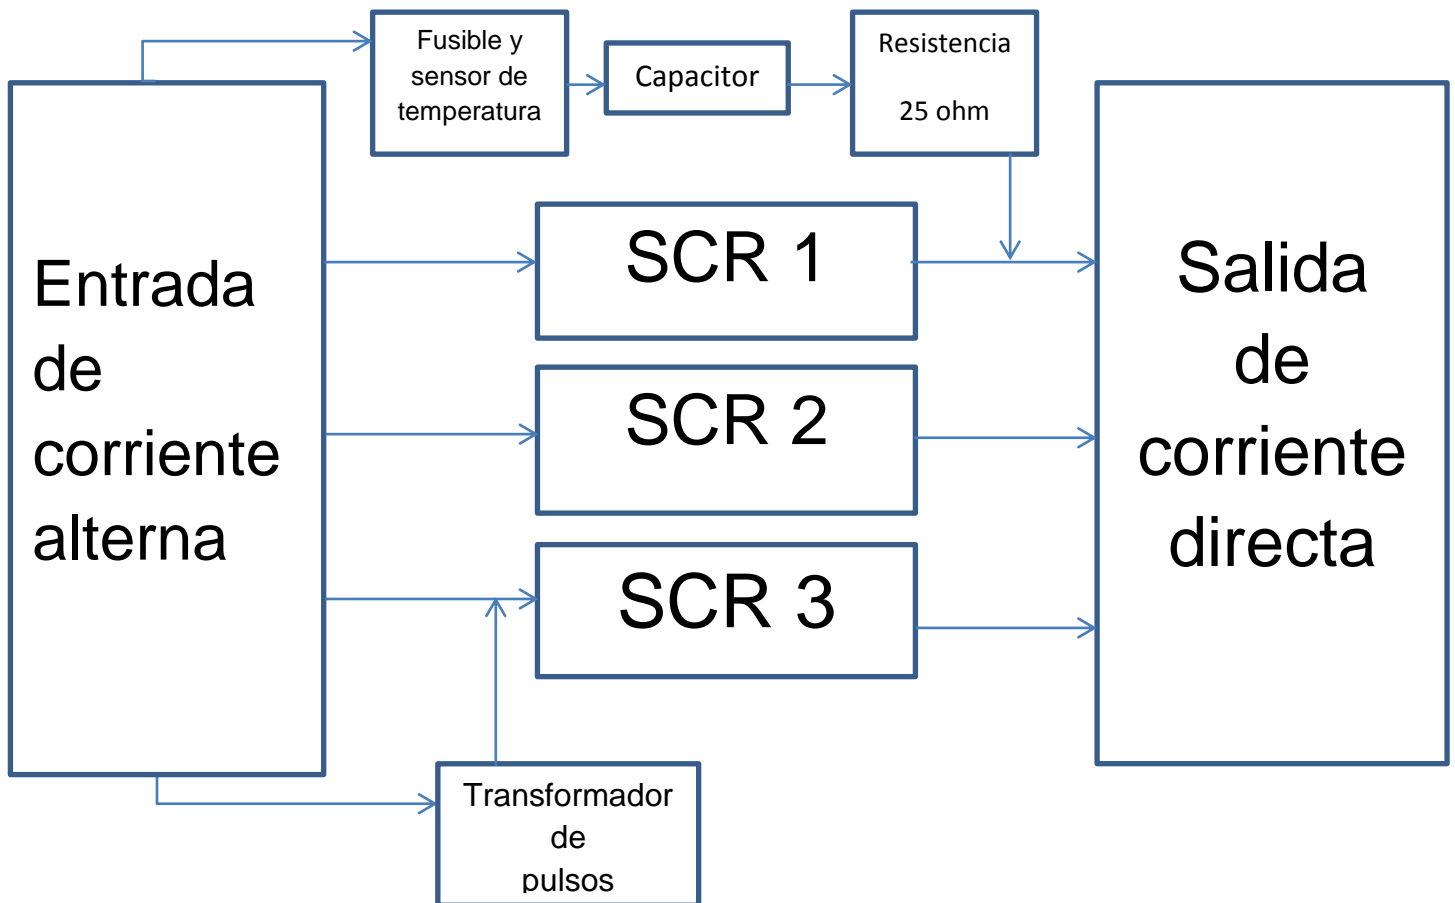 Fusible y
sensor de
temperatura
Capacitor
Resistencia
25 ohm
Entrada
de
corriente
alterna
SCR 1
SCR 2
SCR 3
Salida
de
corriente
directa
Transformador
de
pulsos